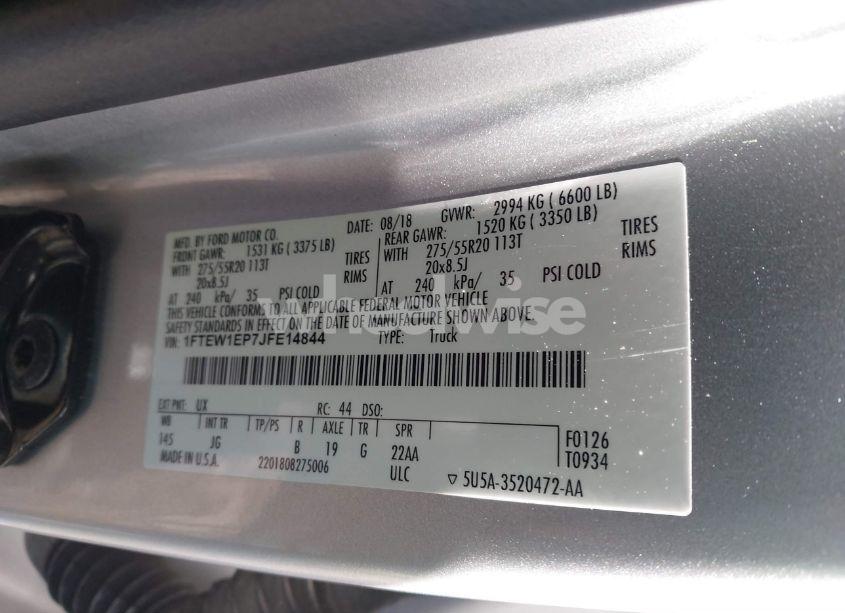 MFD. BY FORD MOTOR CO.
DATE: 08/18 GVWR: 2994 KG ( 6600 LB)
FRONT GAWR: 1531 KG ( 3375 LB)
REAR GAWR: 1520 KG ( 3350 LB)
WITH 275/55R20 113T TIRES
WITH 275/55R20 113T TIRES
20x8.5J RIMS
20x8.5J RIMS
AT 240 kPa/ 35 PSI COLD
AT 240 kPa/ 35 PSI COLD
THIS VEHICLE CONFORMS TO ALL APPLICABLE FEDERAL MOTOR VEHICLE
SAFETY STANDARDS IN EFFECT ON THE DATE OF MANUFACTURE SHOWN ABOVE.
VIN: 1FTEW1EP7JFE14844 TYPE: Truck
wheelwise
EXT PNT: UX RC: 44 DSO:
WB INT TR TP/PS R AXLE TR SPR
145 JG B 19 G 22AA F0126
MADE IN U.S.A. 2201808275006 ULC T0934
▽ 5U5A-3520472-AA